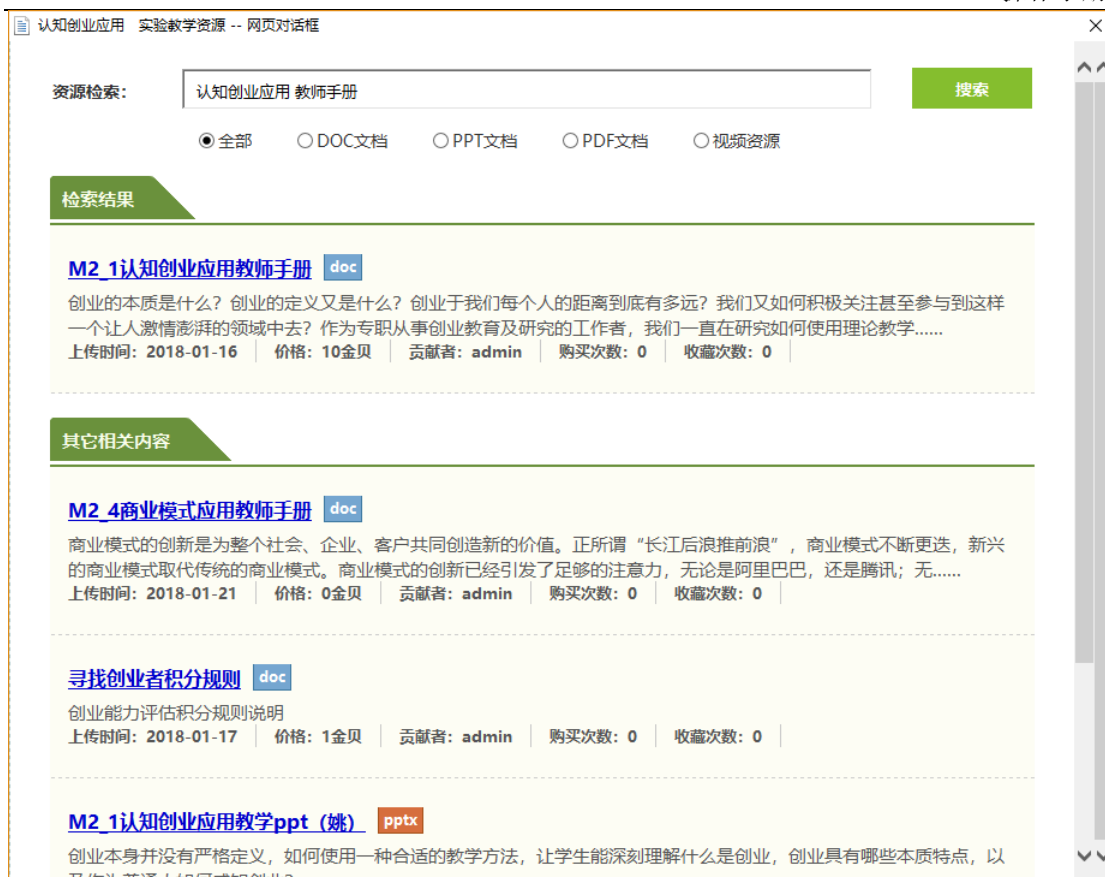 认知创业应用 实验教学资源 -- 网页对话框
资源检索： 认知创业应用 教师手册 搜索
全部 DOC文档 PPT文档 PDF文档 视频资源
检索结果
M2_1认知创业应用教师手册 doc
创业的本质是什么？创业的定义又是什么？创业于我们每个人的距离到底有多远？我们又如何积极关注甚至参与到这样
一个让人激情澎湃的领域中去？作为专职从事创业教育及研究的工作者，我们一直在研究如何使用理论教学......
上传时间：2018-01-16 价格：10金贝 贡献者：admin 购买次数：0 收藏次数：0
其它相关内容
M2_4商业模式应用教师手册 doc
商业模式的创新是为整个社会、企业、客户共同创造新的价值。正所谓“长江后浪推前浪”，商业模式不断更迭，新兴
的商业模式取代传统的商业模式。商业模式的创新已经引发了足够的注意力，无论是阿里巴巴，还是腾讯；无......
上传时间：2018-01-21 价格：0金贝 贡献者：admin 购买次数：0 收藏次数：0
寻找创业者积分规则 doc
创业能力评估积分规则说明
上传时间：2018-01-17 价格：1金贝 贡献者：admin 购买次数：0 收藏次数：0
M2_1认知创业应用教学ppt（姚） pptx
创业本身并没有严格定义，如何使用一种合适的教学方法，让学生能深刻理解什么是创业，创业具有哪些本质特点，以